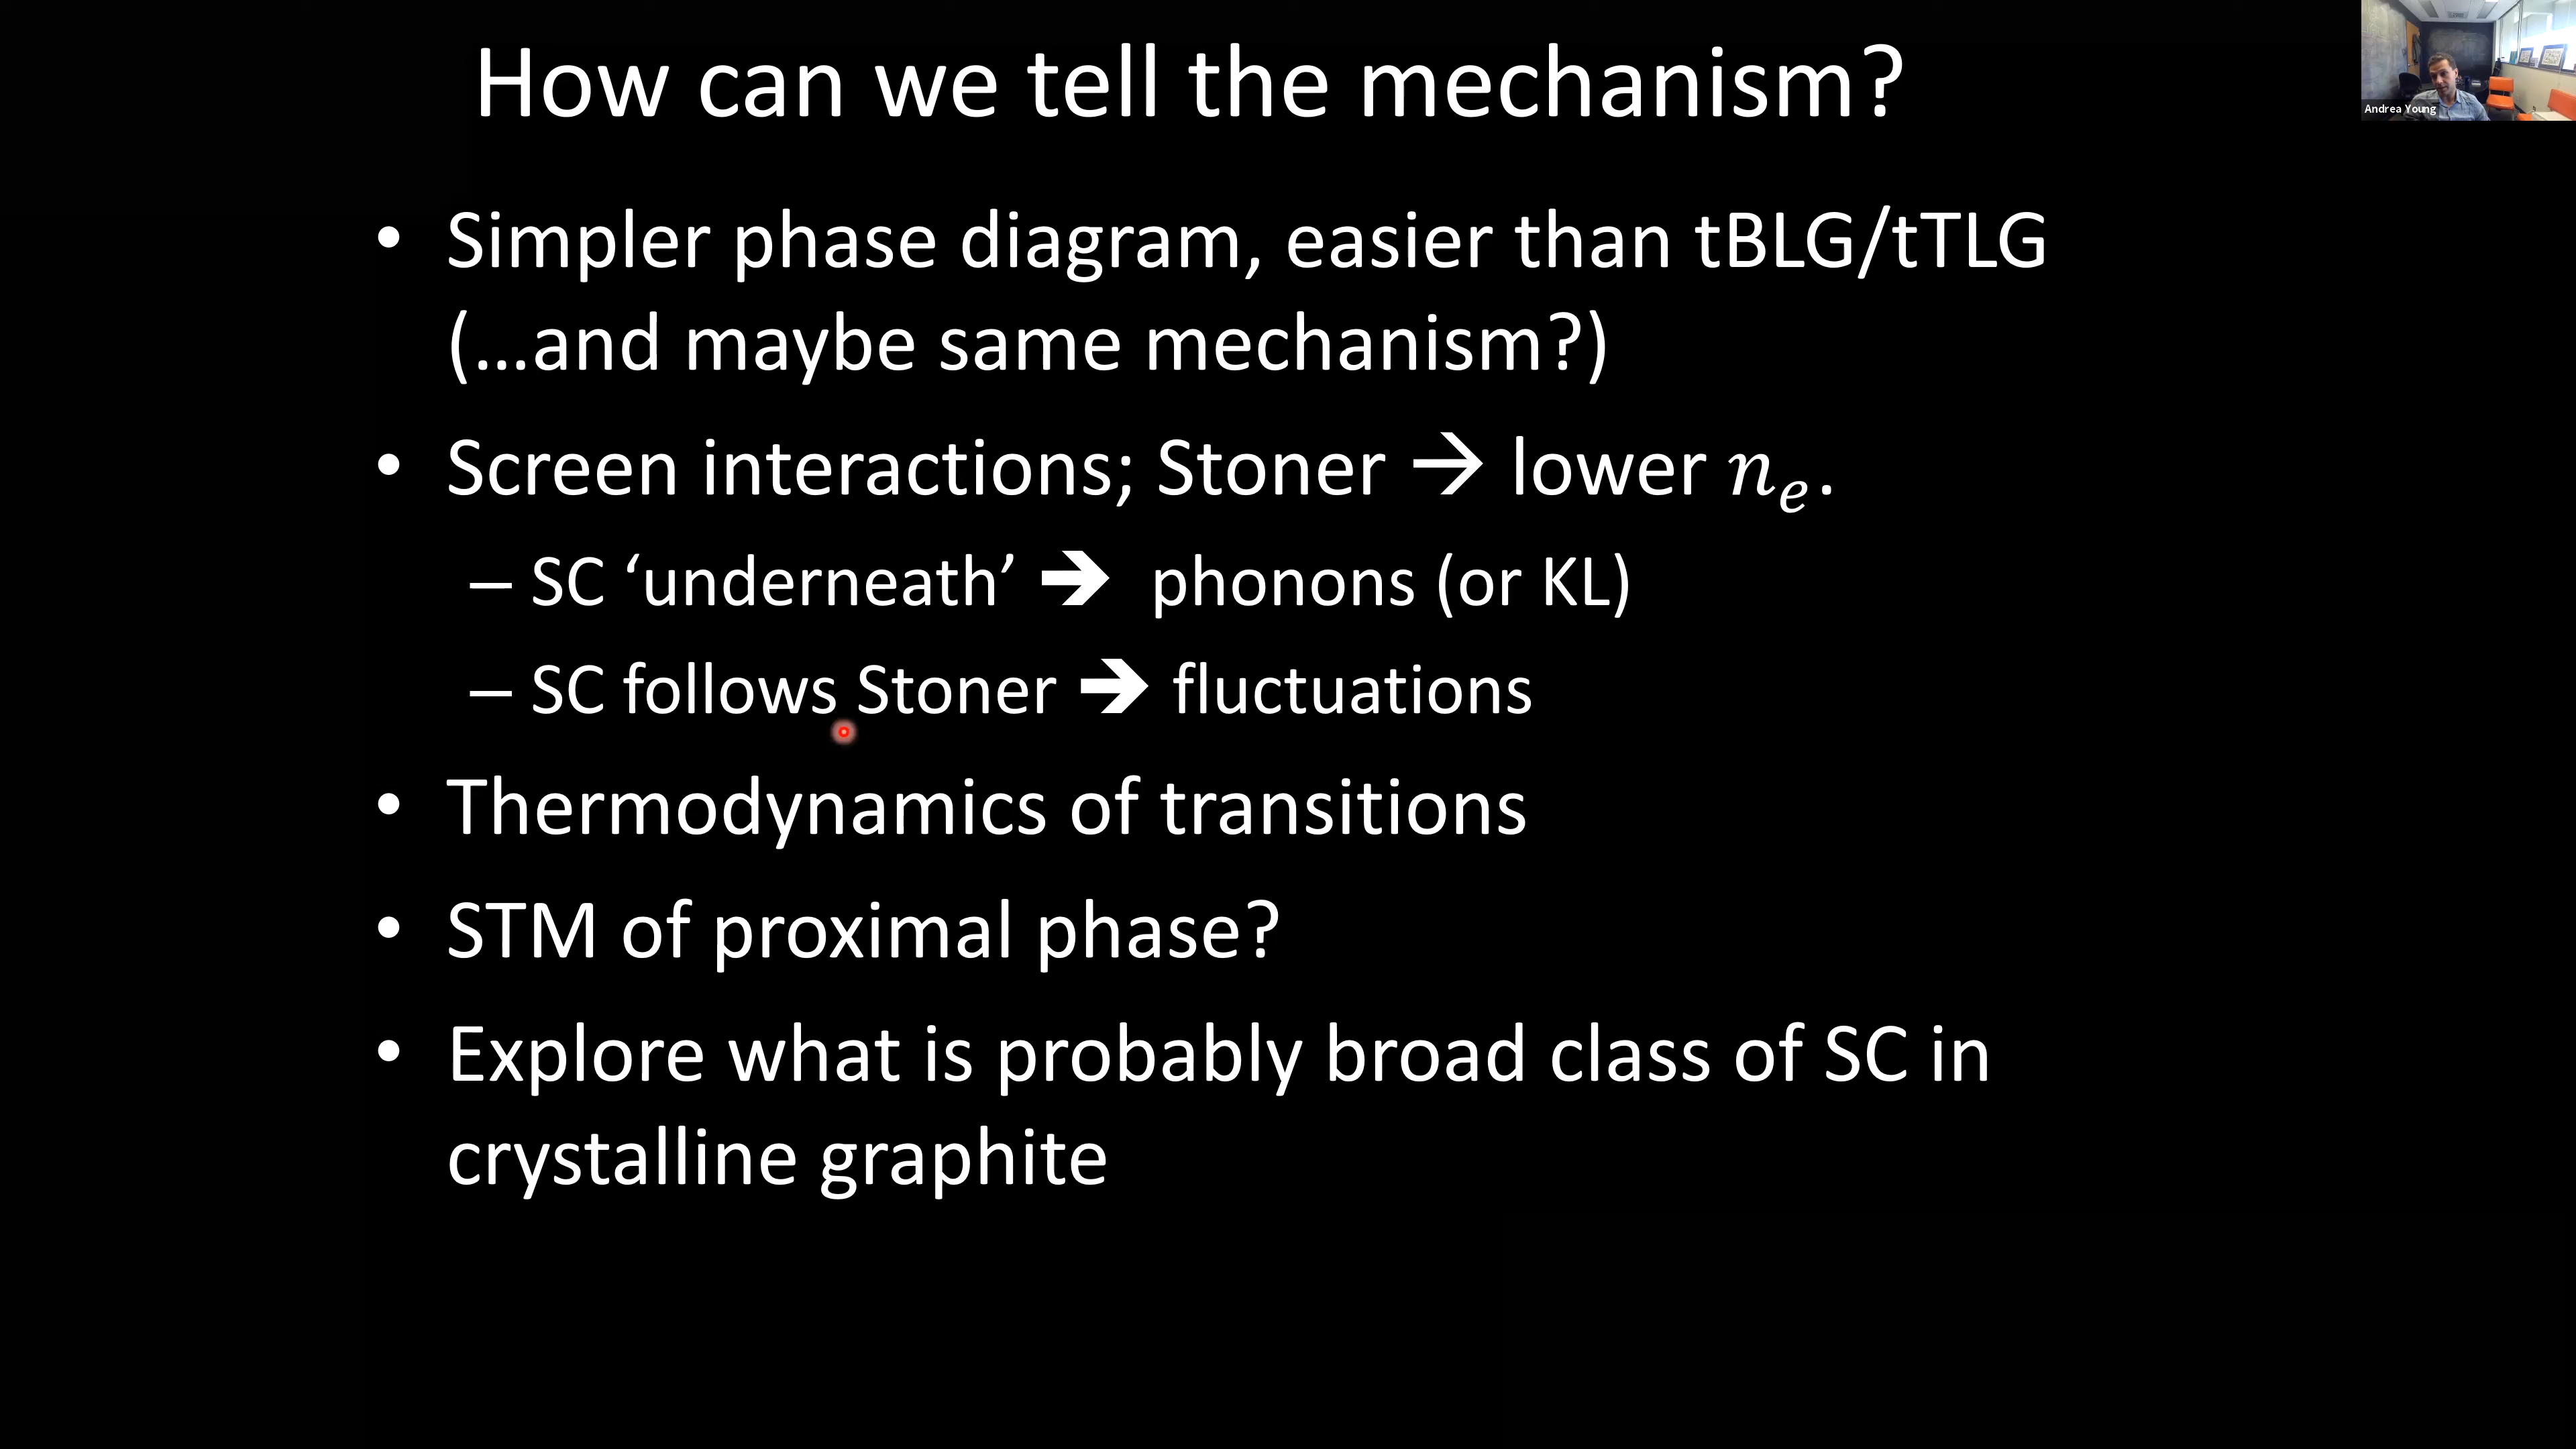 How can we tell the mechanism?
Andrea Young
• Simpler phase diagram, easier than tBLG/tTLG
(...and maybe same mechanism?)
• Screen interactions; Stoner → lower nₑ.
– SC ‘underneath’ 🡺 phonons (or KL)
– SC follows Stoner 🡺 fluctuations
• Thermodynamics of transitions
• STM of proximal phase?
• Explore what is probably broad class of SC in
crystalline graphite